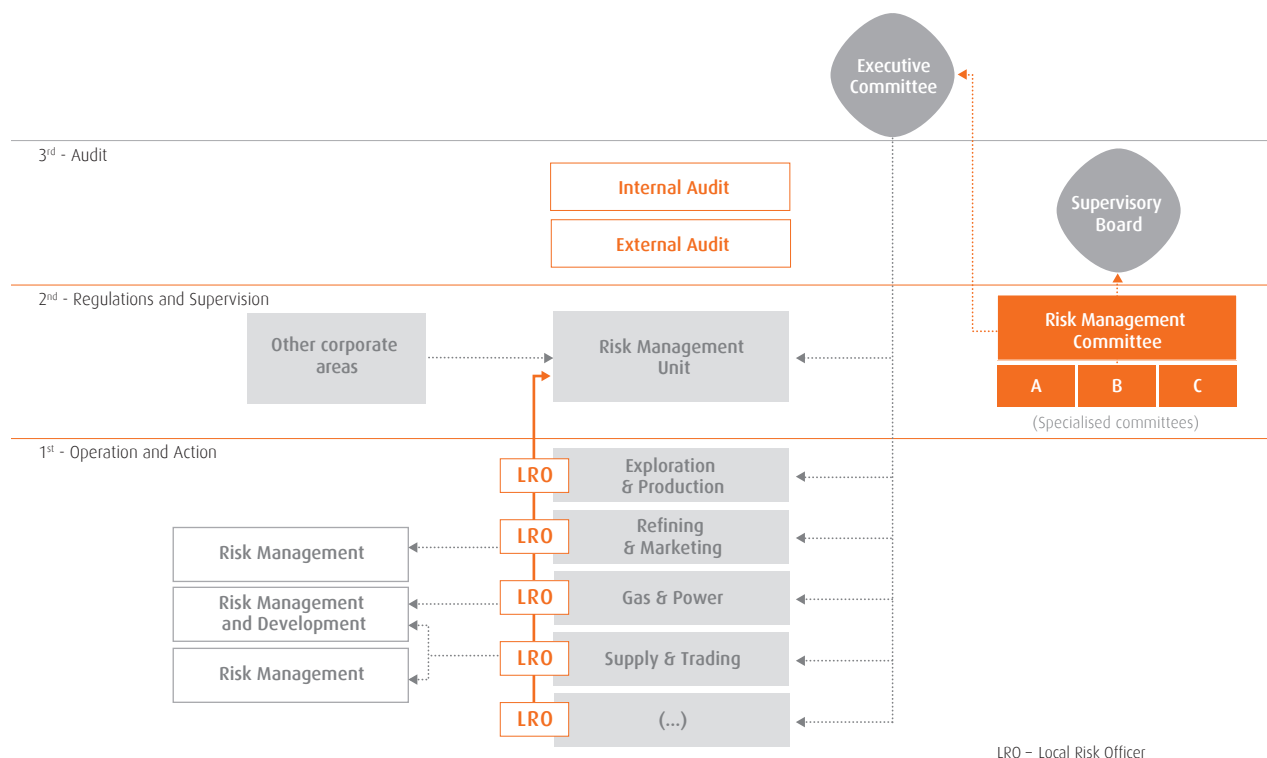 Executive
Committee
3rd - Audit
Internal Audit
External Audit
Supervisory
Board
2nd - Regulations and Supervision
Other corporate
areas
Risk Management
Unit
Risk Management
Committee
A B C
(Specialised committees)
1st - Operation and Action
LRO Exploration
& Production
LRO Refining
& Marketing
Risk Management
LRO Gas & Power
Risk Management
and Development
LRO Supply & Trading
Risk Management
LRO (...)
LRO – Local Risk Officer